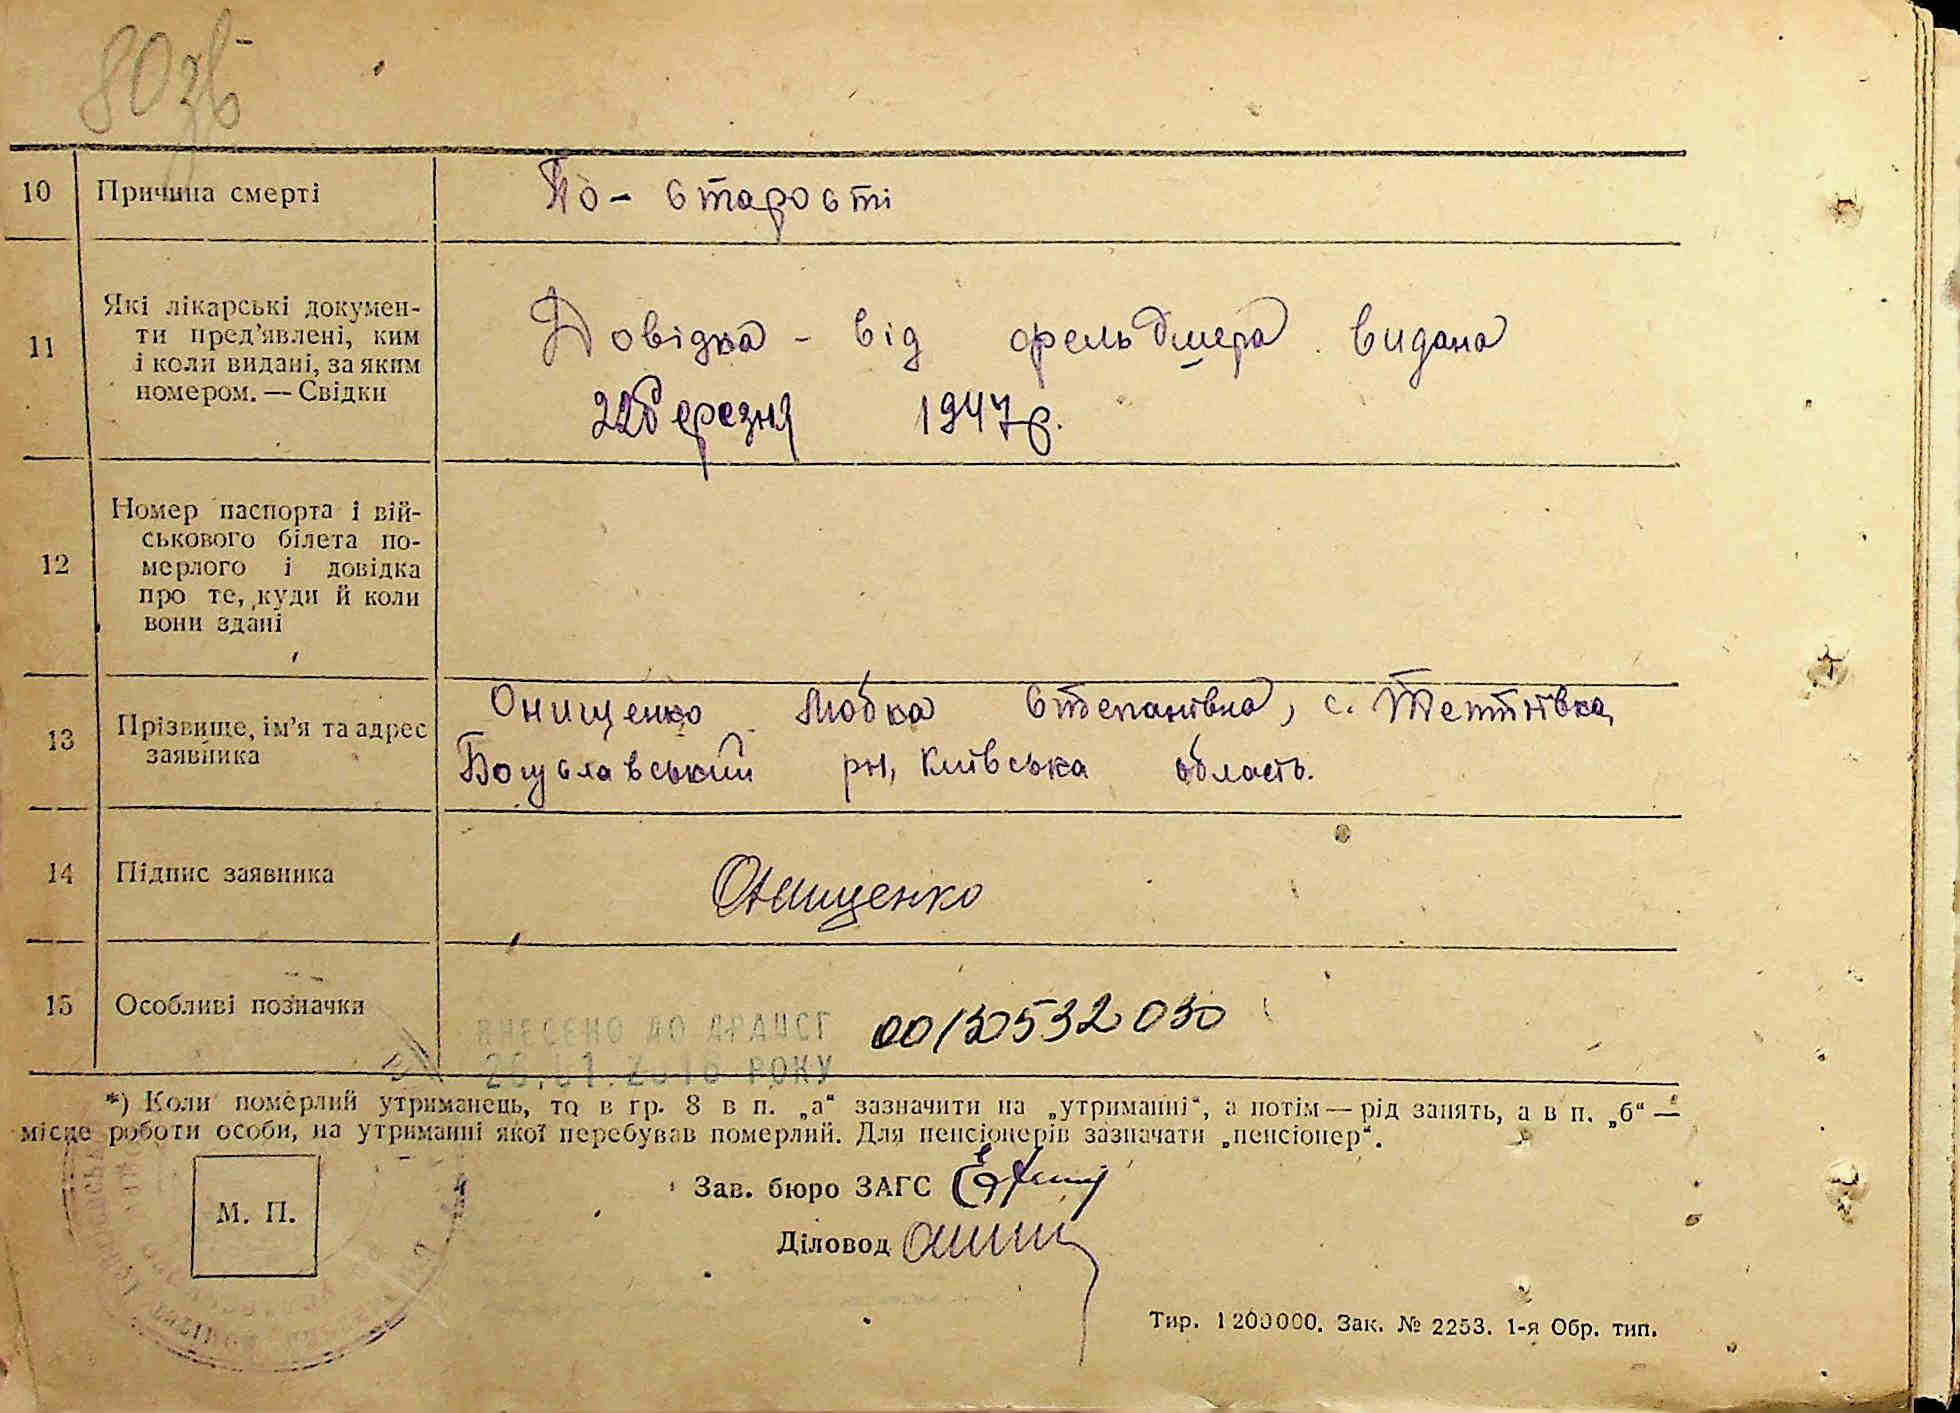 80зв
10 Причина смерті По - старості
11 Які лікарські докумен-
ти пред'явлені, ким
і коли видані, за яким
номером. — Свідки
Довідка - від фельдшера видана
22 березня 1947 р.
12 Номер паспорта і вій-
ськового білета по-
мерлого і довідка
про те, куди й коли
вони здані
13 Прізвище, ім'я та адрес
заявника
Онищенко Любка Степанівна, с. Тептіївка,
Богуславський рн, Київська область.
14 Підпис заявника Онищенко
15 Особливі позначки
ВНЕСЕНО ДО ДРАЦСГ
РОКУ
*) Коли померлий утриманець, то в гр. 8 в п. „а“ зазначити на „утриманні“, а потім — рід занять, а в п. „б“ —
місце роботи особи, на утриманні якої перебував померлий. Для пенсіонерів зазначати „пенсіонер“.
М. П.
Зав. бюро ЗАГС
Діловод
Тир. 1200000. Зак. № 2253. 1-я Обр. тип.